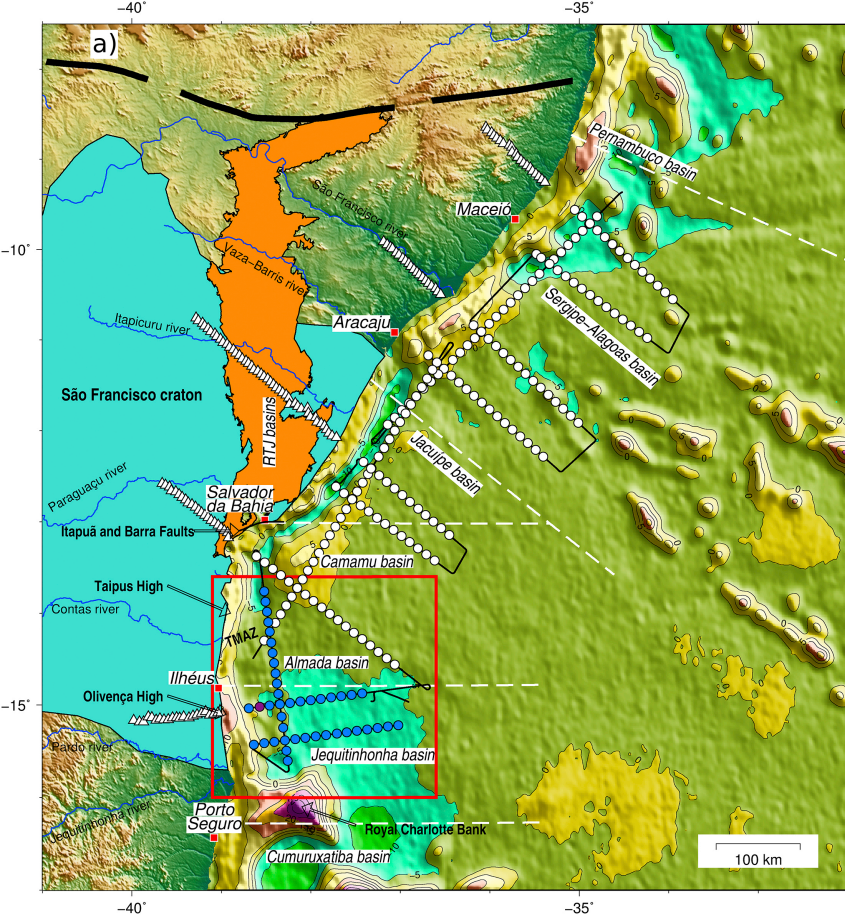 -40°
-35°
a)
Pernambuco basin
São Francisco river
Maceió
-10°
Vaza-Barris river
Sergipe-Alagoas basin
Itapicuru river
Aracaju
São Francisco craton
RTJ basins
Jacuipe basin
Paraguaçu river
Salvador
da Bahia
Itapuã and Barra Faults
Camamu basin
Taipus High
Contas river
TMAZ
Almada basin
Ilhéus
Olivença High
-15°
Pardo river
Jequitinhonha basin
Jequitinhonha river
Porto
Seguro
Royal Charlotte Bank
Cumuruxatiba basin
100 km
-40°
-35°